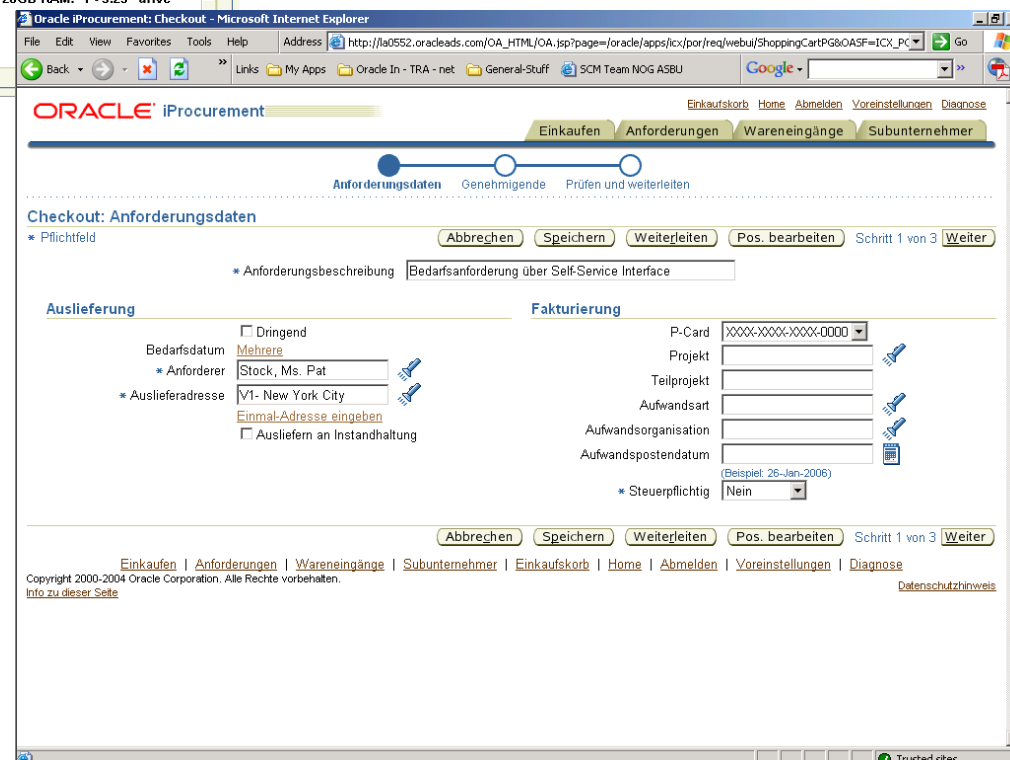 Oracle iProcurement: Checkout - Microsoft Internet Explorer
File Edit View Favorites Tools Help Address http://la0552.oracleads.com/OA_HTML/OA.jsp?page=/oracle/apps/icx/por/req/webui/ShoppingCartPG&OASF=ICX_PO Go
Back Links My Apps Oracle In - TRA - net General-Stuff SCM Team NOG ASBU Google
ORACLE iProcurement
Einkaufskorb Home Abmelden Voreinstellungen Diagnose
Einkaufen Anforderungen Wareneingänge Subunternehmer
Anforderungsdaten Genehmigende Prüfen und weiterleiten
Checkout: Anforderungsdaten
* Pflichtfeld Abbrechen Speichern Weiterleiten Pos. bearbeiten Schritt 1 von 3 Weiter
* Anforderungsbeschreibung Bedarfsanforderung über Self-Service Interface
Auslieferung
Dringend
Bedarfsdatum Mehrere
* Anforderer Stock, Ms. Pat
* Auslieferadresse V1- New York City
Einmal-Adresse eingeben
Ausliefern an Instandhaltung
Fakturierung
P-Card XXXX-XXXX-XXXX-0000
Projekt
Teilprojekt
Aufwandsart
Aufwandsorganisation
Aufwandspostendatum
(Beispiel: 26-Jan-2006)
* Steuerpflichtig Nein
Abbrechen Speichern Weiterleiten Pos. bearbeiten Schritt 1 von 3 Weiter
Einkaufen | Anforderungen | Wareneingänge | Subunternehmer | Einkaufskorb | Home | Abmelden | Voreinstellungen | Diagnose
Copyright 2000-2004 Oracle Corporation. Alle Rechte vorbehalten.
Info zu dieser Seite
Datenschutzhinweis
Trusted sites